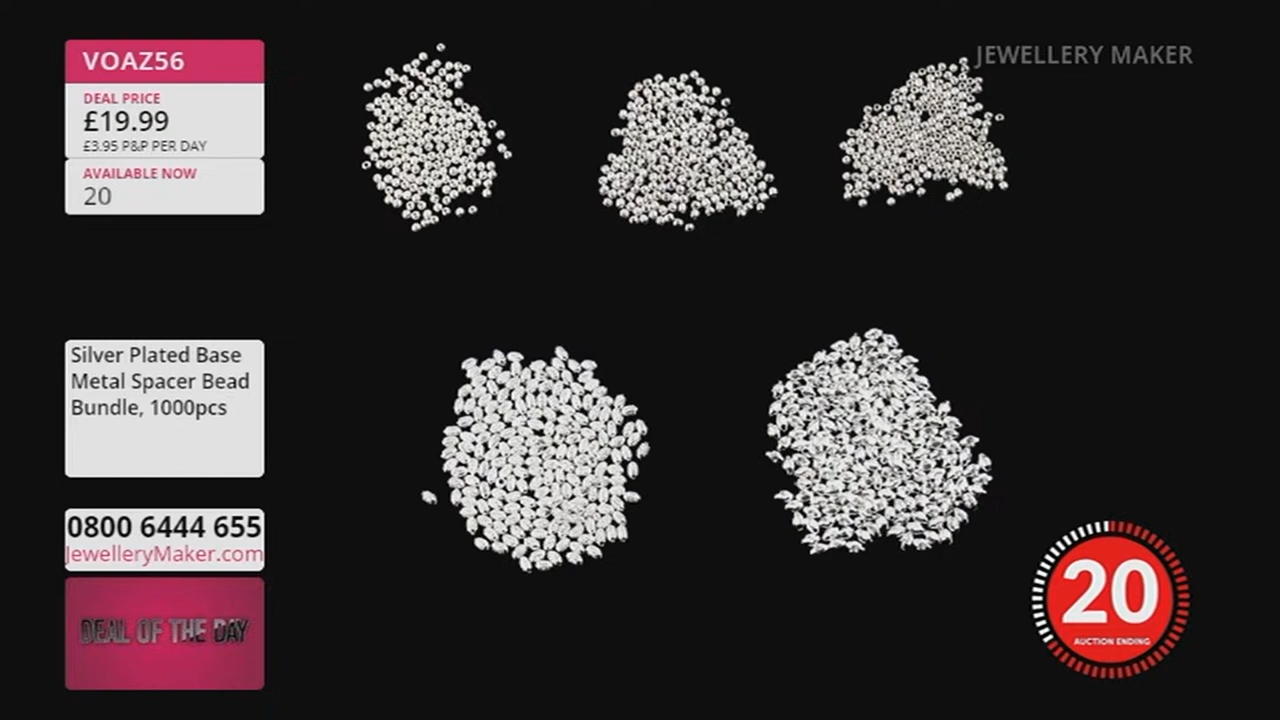 VOAZ56
DEAL PRICE
£19.99
£3.95 P&P PER DAY
AVAILABLE NOW
20
JEWELLERY MAKER
Silver Plated Base
Metal Spacer Bead
Bundle, 1000pcs
0800 6444 655
JewelleryMaker.com
DEAL OF THE DAY
20
AUCTION ENDING